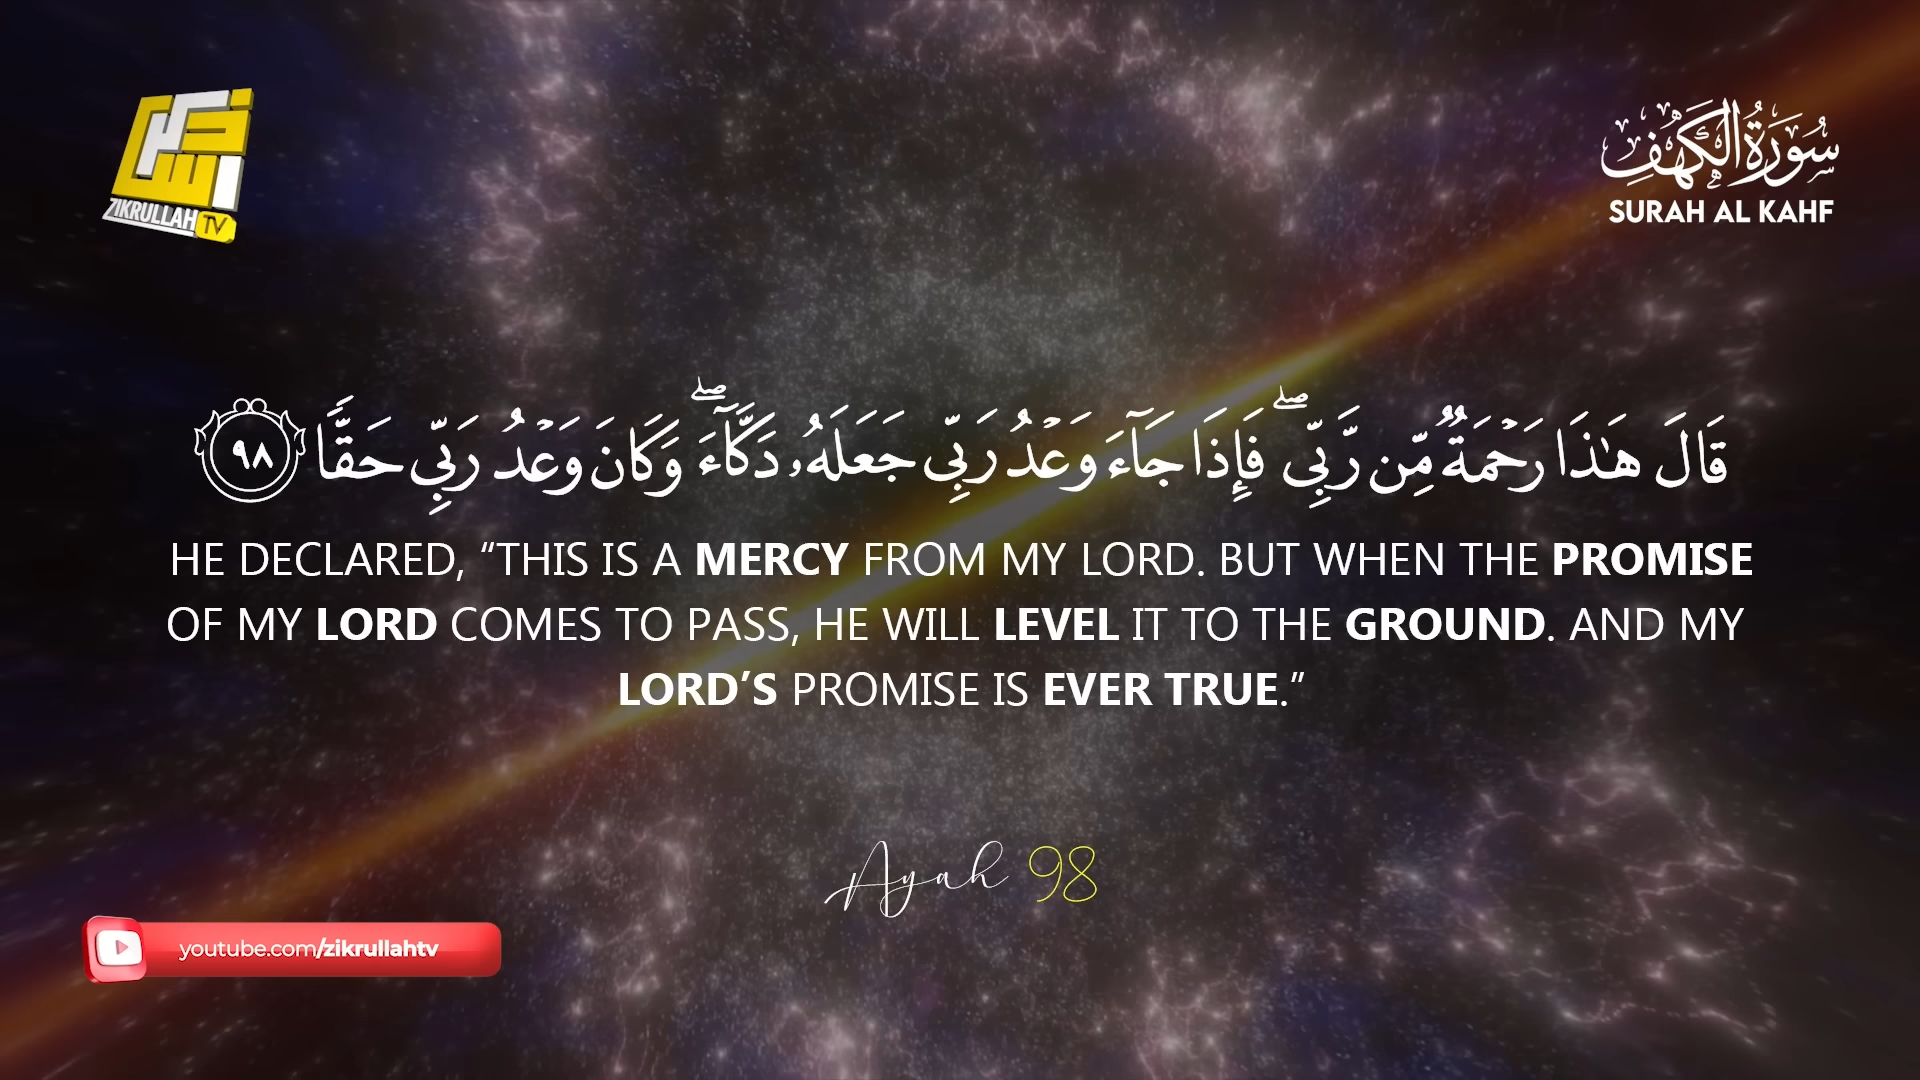 ZIKRULLAH TV
سُورَةُ الكَهْفِ
SURAH AL KAHF
قَالَ هَٰذَا رَحْمَةٌ مِّن رَّبِّي ۖ فَإِذَا جَآءَ وَعْدُ رَبِّي جَعَلَهُۥ دَكَّآءَ ۖ وَكَانَ وَعْدُ رَبِّي حَقًّا ٩٨
HE DECLARED, “THIS IS A MERCY FROM MY LORD. BUT WHEN THE PROMISE
OF MY LORD COMES TO PASS, HE WILL LEVEL IT TO THE GROUND. AND MY
LORD’S PROMISE IS EVER TRUE.”
Ayah 98
youtube.com/zikrullahtv